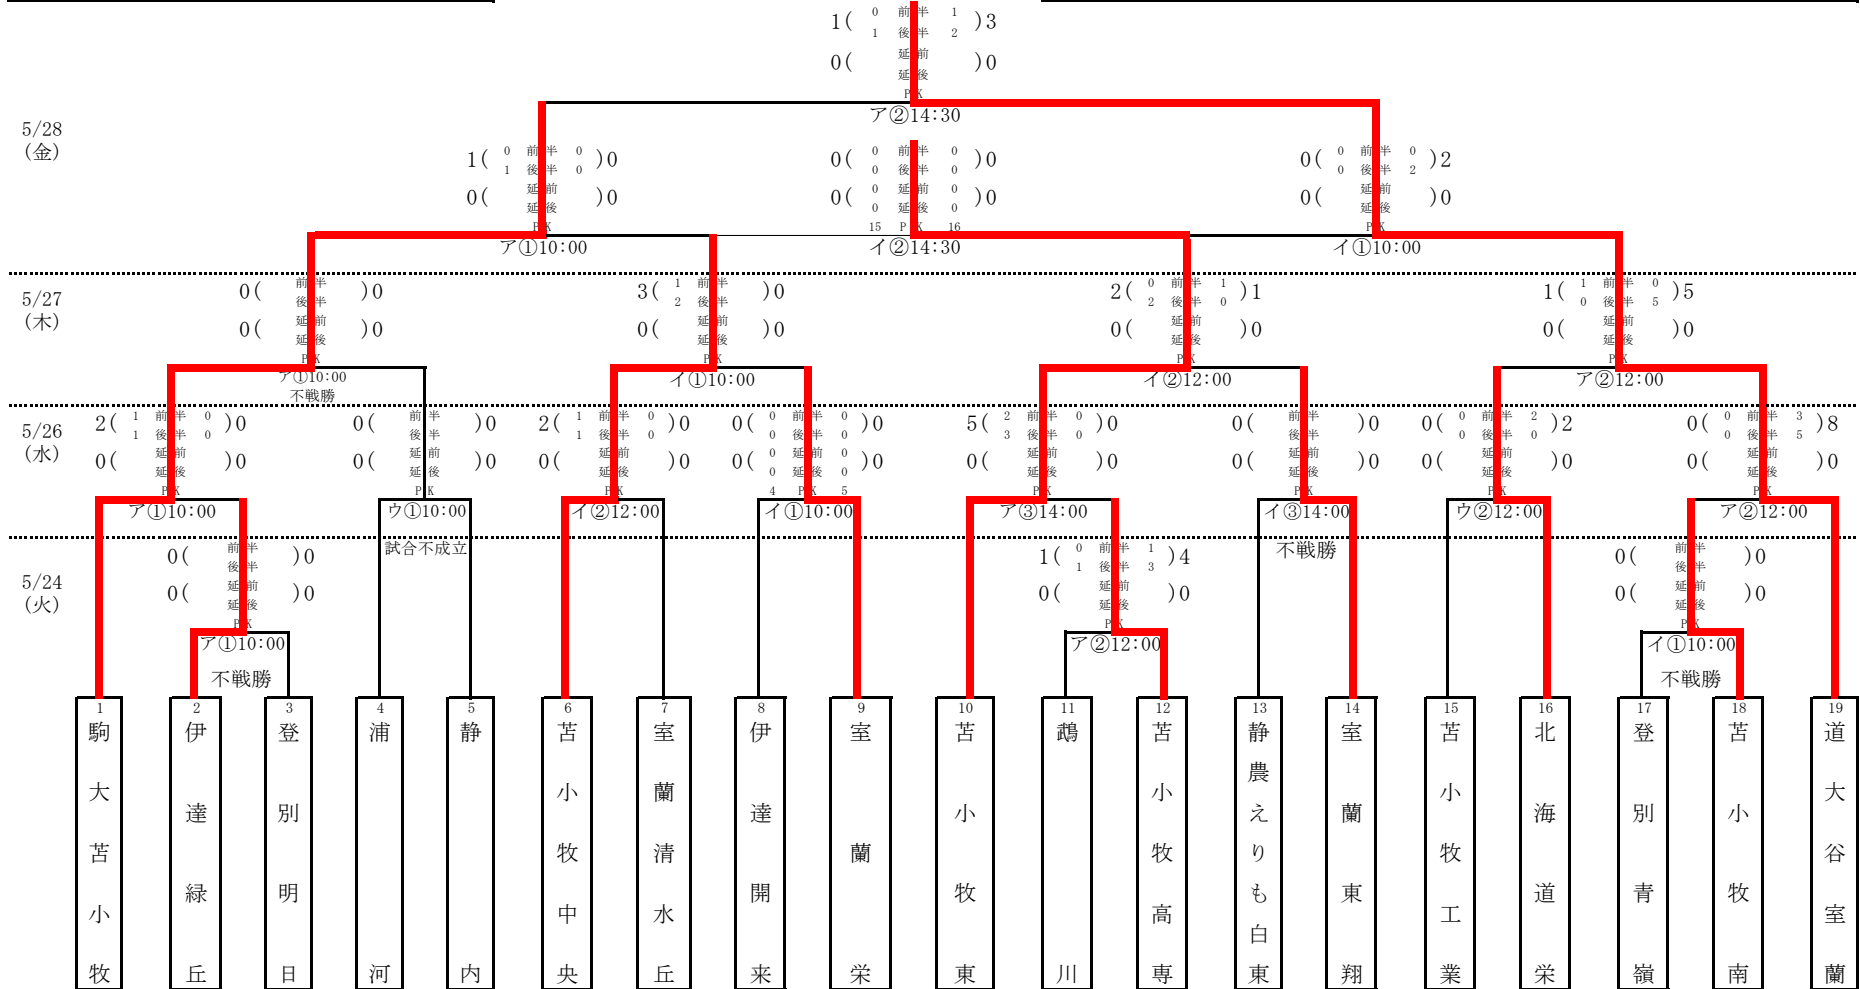 1( 0 前半 1 )3
1 後半 2
0( 延前 )0
延後
PK
ア②14:30
5/28
(金)
1( 0 前半 0 )0
1 後半 0
0( 延前 )0
延後
PK
ア①10:00
0( 0 前半 0 )0
0 後半 0
0( 0 延前 0 )0
0 延後 0
15 PK 16
イ②14:30
0( 0 前半 0 )2
0 後半 2
0( 延前 )0
延後
PK
イ①10:00
5/27
(木)
0( 前半 )0
後半
0( 延前 )0
延後
PK
ア①10:00
不戦勝
3( 1 前半 )0
2 後半
0( 延前 )0
延後
PK
イ①10:00
2( 0 前半 1 )1
2 後半 0
0( 延前 )0
延後
PK
イ②12:00
1( 1 前半 0 )5
0 後半 5
0( 延前 )0
延後
PK
ア②12:00
5/26
(水)
2( 1 前半 0 )0
1 後半 0
0( 延前 )0
延後
PK
ア①10:00
0( 前半 )0
後半
0( 延前 )0
延後
PK
ウ①10:00
試合不成立
2( 1 前半 0 )0
1 後半 0
0( 延前 )0
延後
PK
イ②12:00
0( 0 前半 0 )0
0 後半 0
0( 0 延前 0 )0
0 延後 0
4 PK 5
イ①10:00
5( 2 前半 0 )0
3 後半 0
0( 延前 )0
延後
PK
ア③14:00
0( 前半 )0
後半
0( 延前 )0
延後
PK
イ③14:00
不戦勝
0( 0 前半 2 )2
0 後半 0
0( 延前 )0
延後
PK
ウ②12:00
0( 0 前半 3 )8
0 後半 5
0( 延前 )0
延後
PK
ア②12:00
5/24
(火)
0( 前半 )0
後半
0( 延前 )0
延後
PK
ア①10:00
不戦勝
1( 0 前半 1 )4
1 後半 3
0( 延前 )0
延後
PK
ア②12:00
0( 前半 )0
後半
0( 延前 )0
延後
PK
イ①10:00
不戦勝
1
駒大苫小牧
2
伊達緑丘
3
登別明日
4
浦河
5
静内
6
苫小牧中央
7
室蘭清水丘
8
伊達開来
9
室蘭栄
10
苫小牧東
11
鵡川
12
苫小牧高専
13
静農えりも白東
14
室蘭東翔
15
苫小牧工業
16
北海道栄
17
登別青嶺
18
苫小牧南
19
道大谷室蘭